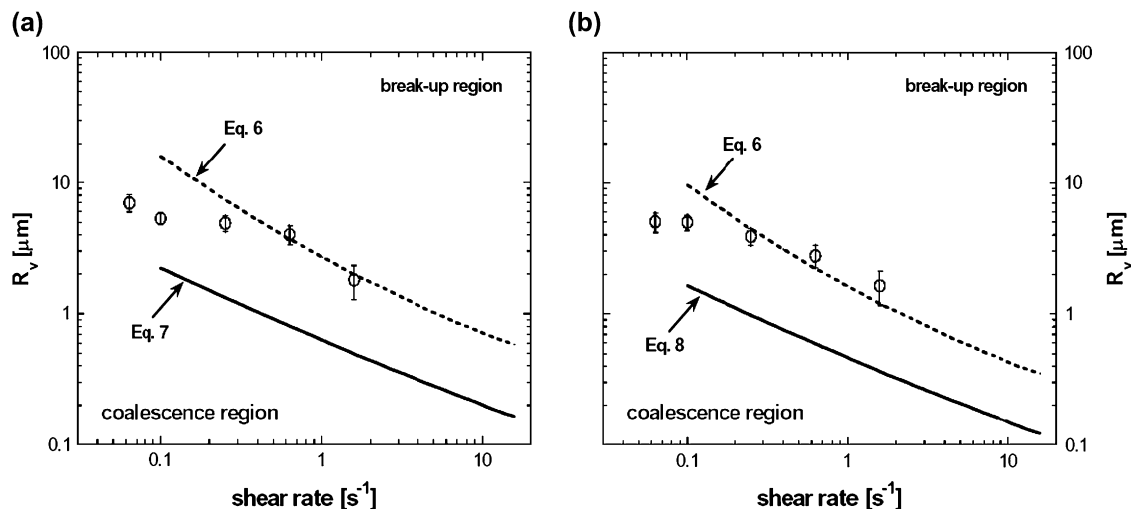 (a)
100
10
1
0.1
R_v [μm]
break-up region
Eq. 6
Eq. 7
coalescence region
0.1
1
10
shear rate [s⁻¹]
(b)
break-up region
Eq. 6
Eq. 8
coalescence region
0.1
1
10
shear rate [s⁻¹]
100
10
1
0.1
R_v [μm]